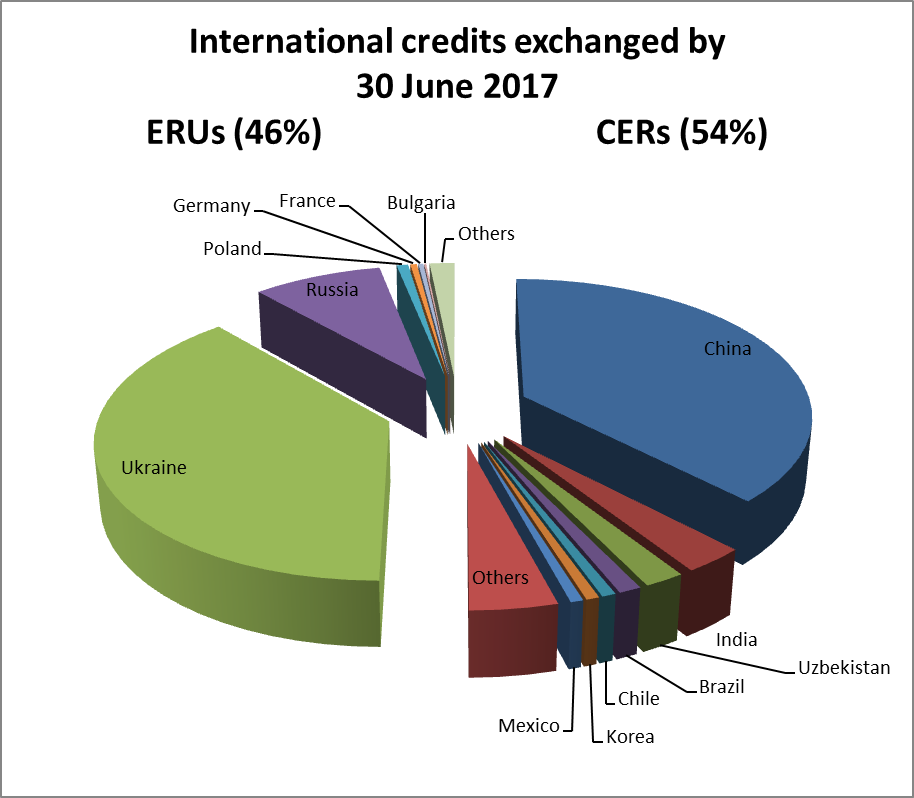 International credits exchanged by
30 June 2017
ERUs (46%)
CERs (54%)
Germany
France
Bulgaria
Others
Poland
Russia
China
Ukraine
Others
India
Uzbekistan
Brazil
Chile
Mexico
Korea